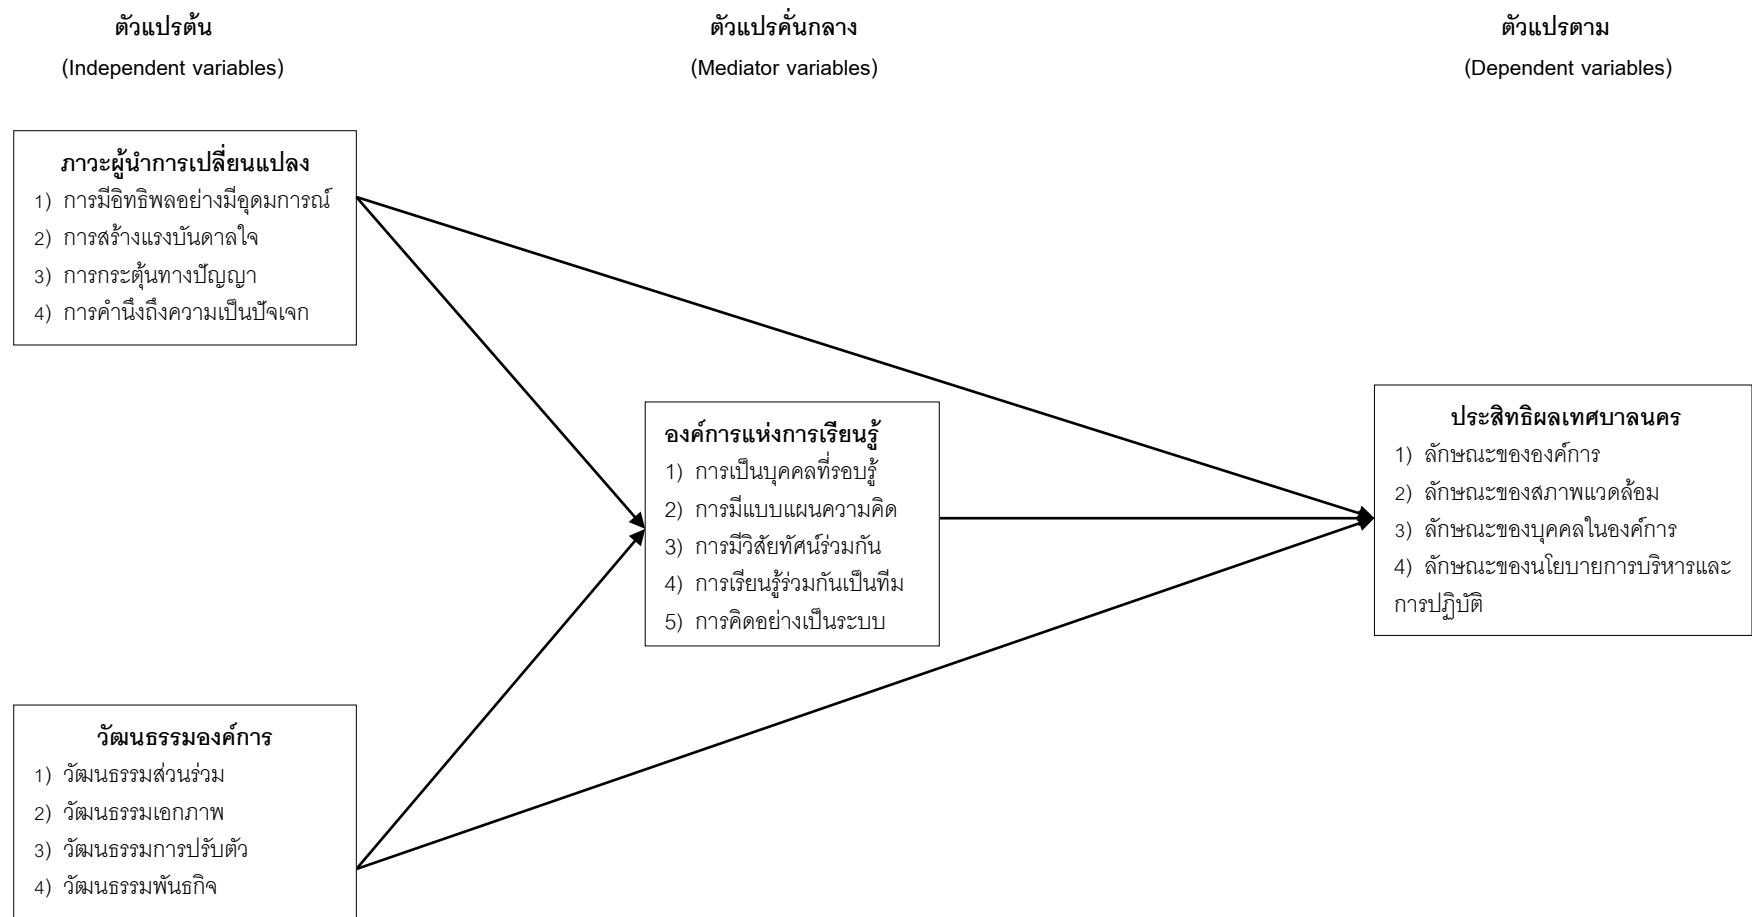 ตัวแปรต้น
(Independent variables)
ตัวแปรคั่นกลาง
(Mediator variables)
ตัวแปรตาม
(Dependent variables)
ภาวะผู้นำการเปลี่ยนแปลง
1) การมีอิทธิพลอย่างมีอุดมการณ์
2) การสร้างแรงบันดาลใจ
3) การกระตุ้นทางปัญญา
4) การคำนึงถึงความเป็นปัจเจก
องค์การแห่งการเรียนรู้
1) การเป็นบุคคลที่รอบรู้
2) การมีแบบแผนความคิด
3) การมีวิสัยทัศน์ร่วมกัน
4) การเรียนรู้ร่วมกันเป็นทีม
5) การคิดอย่างเป็นระบบ
ประสิทธิผลเทศบาลนคร
1) ลักษณะขององค์การ
2) ลักษณะของสภาพแวดล้อม
3) ลักษณะของบุคคลในองค์การ
4) ลักษณะของนโยบายการบริหารและ
การปฏิบัติ
วัฒนธรรมองค์การ
1) วัฒนธรรมส่วนร่วม
2) วัฒนธรรมเอกภาพ
3) วัฒนธรรมการปรับตัว
4) วัฒนธรรมพันธกิจ